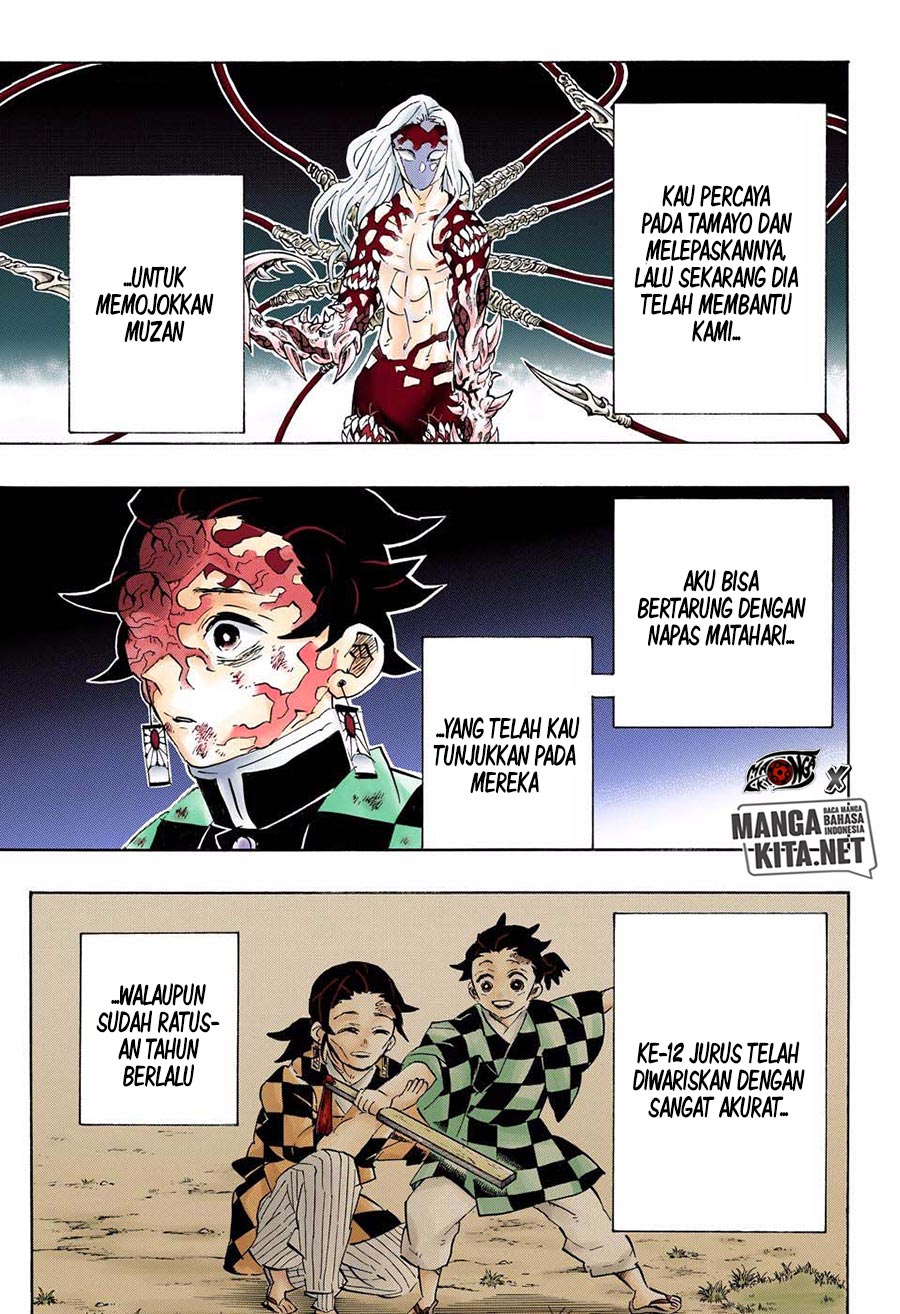 KAU PERCAYA
PADA TAMAYO DAN
MELEPASKANNYA,
LALU SEKARANG DIA
TELAH MEMBANTU
KAMI...
...UNTUK
MEMOJOKKAN
MUZAN
AKU BISA
BERTARUNG DENGAN
NAPAS MATAHARI...
...YANG TELAH KAU
TUNJUKKAN PADA
MEREKA
X
MANGA
KITA.NET
BACA MANGA
BAHASA
INDONESIA
KE-12 JURUS TELAH
DIWARISKAN DENGAN
SANGAT AKURAT...
...WALAUPUN
SUDAH RATUS-
AN TAHUN
BERLALU